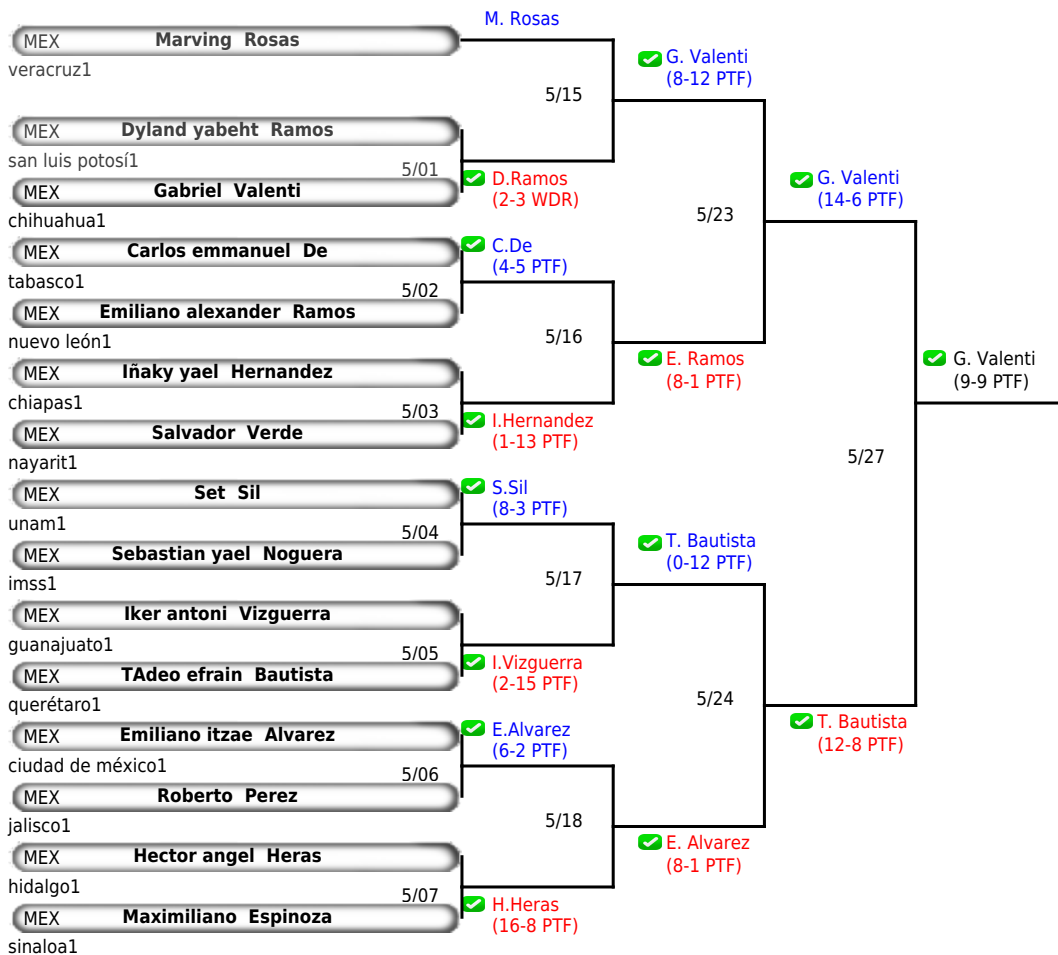 M. Rosas
MEX Marving Rosas
veracruz1
G. Valenti
(8-12 PTF)
5/15
MEX Dyland yabeht Ramos
san luis potosí1
5/01
D.Ramos
(2-3 WDR)
MEX Gabriel Valenti
chihuahua1
G. Valenti
(14-6 PTF)
5/23
MEX Carlos emmanuel De
tabasco1
C.De
(4-5 PTF)
5/02
MEX Emiliano alexander Ramos
nuevo león1
5/16
E. Ramos
(8-1 PTF)
MEX Iñaky yael Hernandez
chiapas1
5/03
I.Hernandez
(1-13 PTF)
MEX Salvador Verde
nayarit1
G. Valenti
(9-9 PTF)
5/27
MEX Set Sil
unam1
S.Sil
(8-3 PTF)
5/04
MEX Sebastian yael Noguera
imss1
T. Bautista
(0-12 PTF)
5/17
MEX Iker antoni Vizguerra
guanajuato1
5/05
I.Vizguerra
(2-15 PTF)
MEX TAdeo efrain Bautista
querétaro1
5/24
T. Bautista
(12-8 PTF)
MEX Emiliano itzae Alvarez
ciudad de méxico1
E.Alvarez
(6-2 PTF)
5/06
MEX Roberto Perez
jalisco1
5/18
E. Alvarez
(8-1 PTF)
MEX Hector angel Heras
hidalgo1
5/07
H.Heras
(16-8 PTF)
MEX Maximiliano Espinoza
sinaloa1